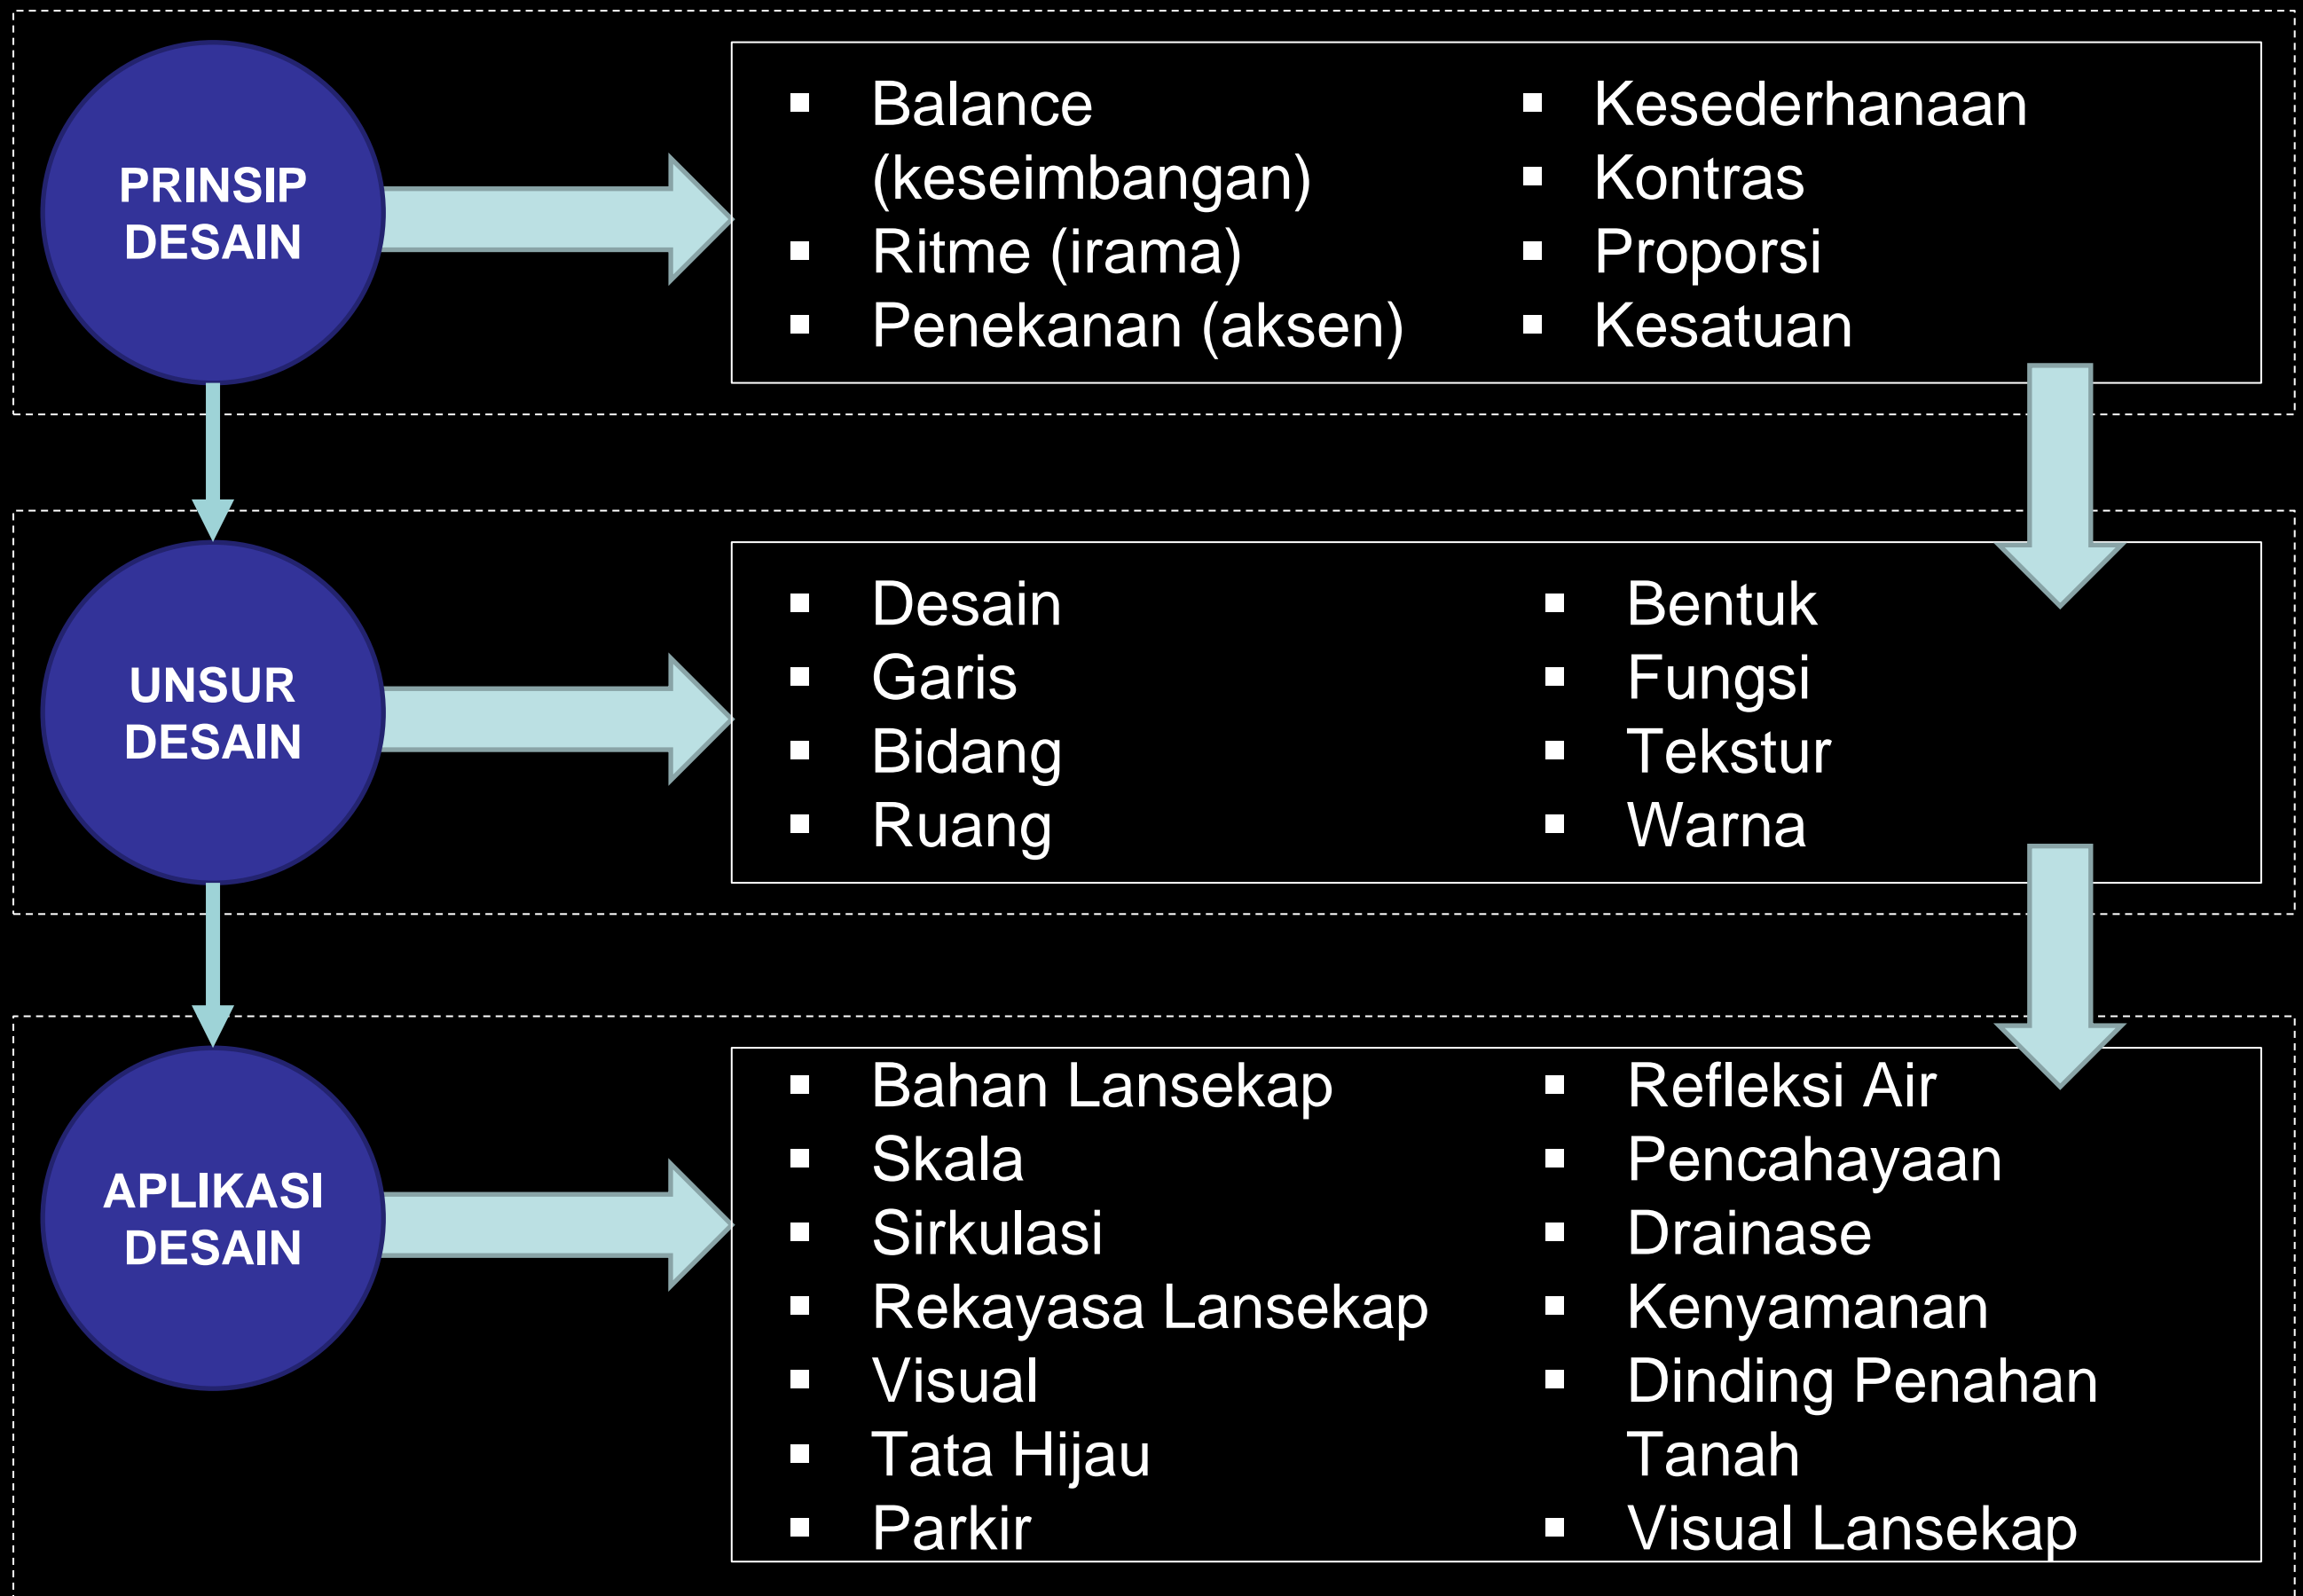 PRINSIP
DESAIN
Balance
(keseimbangan)
Ritme (irama)
Penekanan (aksen)
Kesederhanaan
Kontras
Proporsi
Kesatuan
UNSUR
DESAIN
Desain
Garis
Bidang
Ruang
Bentuk
Fungsi
Tekstur
Warna
APLIKASI
DESAIN
Bahan Lansekap
Skala
Sirkulasi
Rekayasa Lansekap
Visual
Tata Hijau
Parkir
Refleksi Air
Pencahayaan
Drainase
Kenyamanan
Dinding Penahan
Tanah
Visual Lansekap